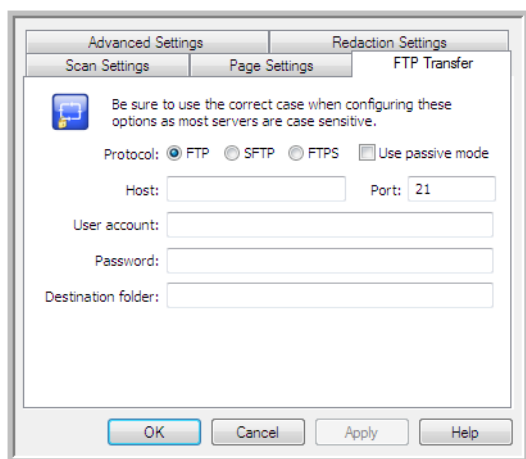 Advanced Settings Redaction Settings
Scan Settings Page Settings FTP Transfer
Be sure to use the correct case when configuring these
options as most servers are case sensitive.
Protocol: FTP SFTP FTPS Use passive mode
Host: Port: 21
User account:
Password:
Destination folder:
OK Cancel Apply Help